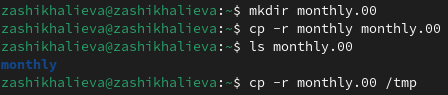 zashikhalieva@zashikhalieva:~$ mkdir monthly.00
zashikhalieva@zashikhalieva:~$ cp -r monthly monthly.00
zashikhalieva@zashikhalieva:~$ ls monthly.00
monthly
zashikhalieva@zashikhalieva:~$ cp -r monthly.00 /tmp